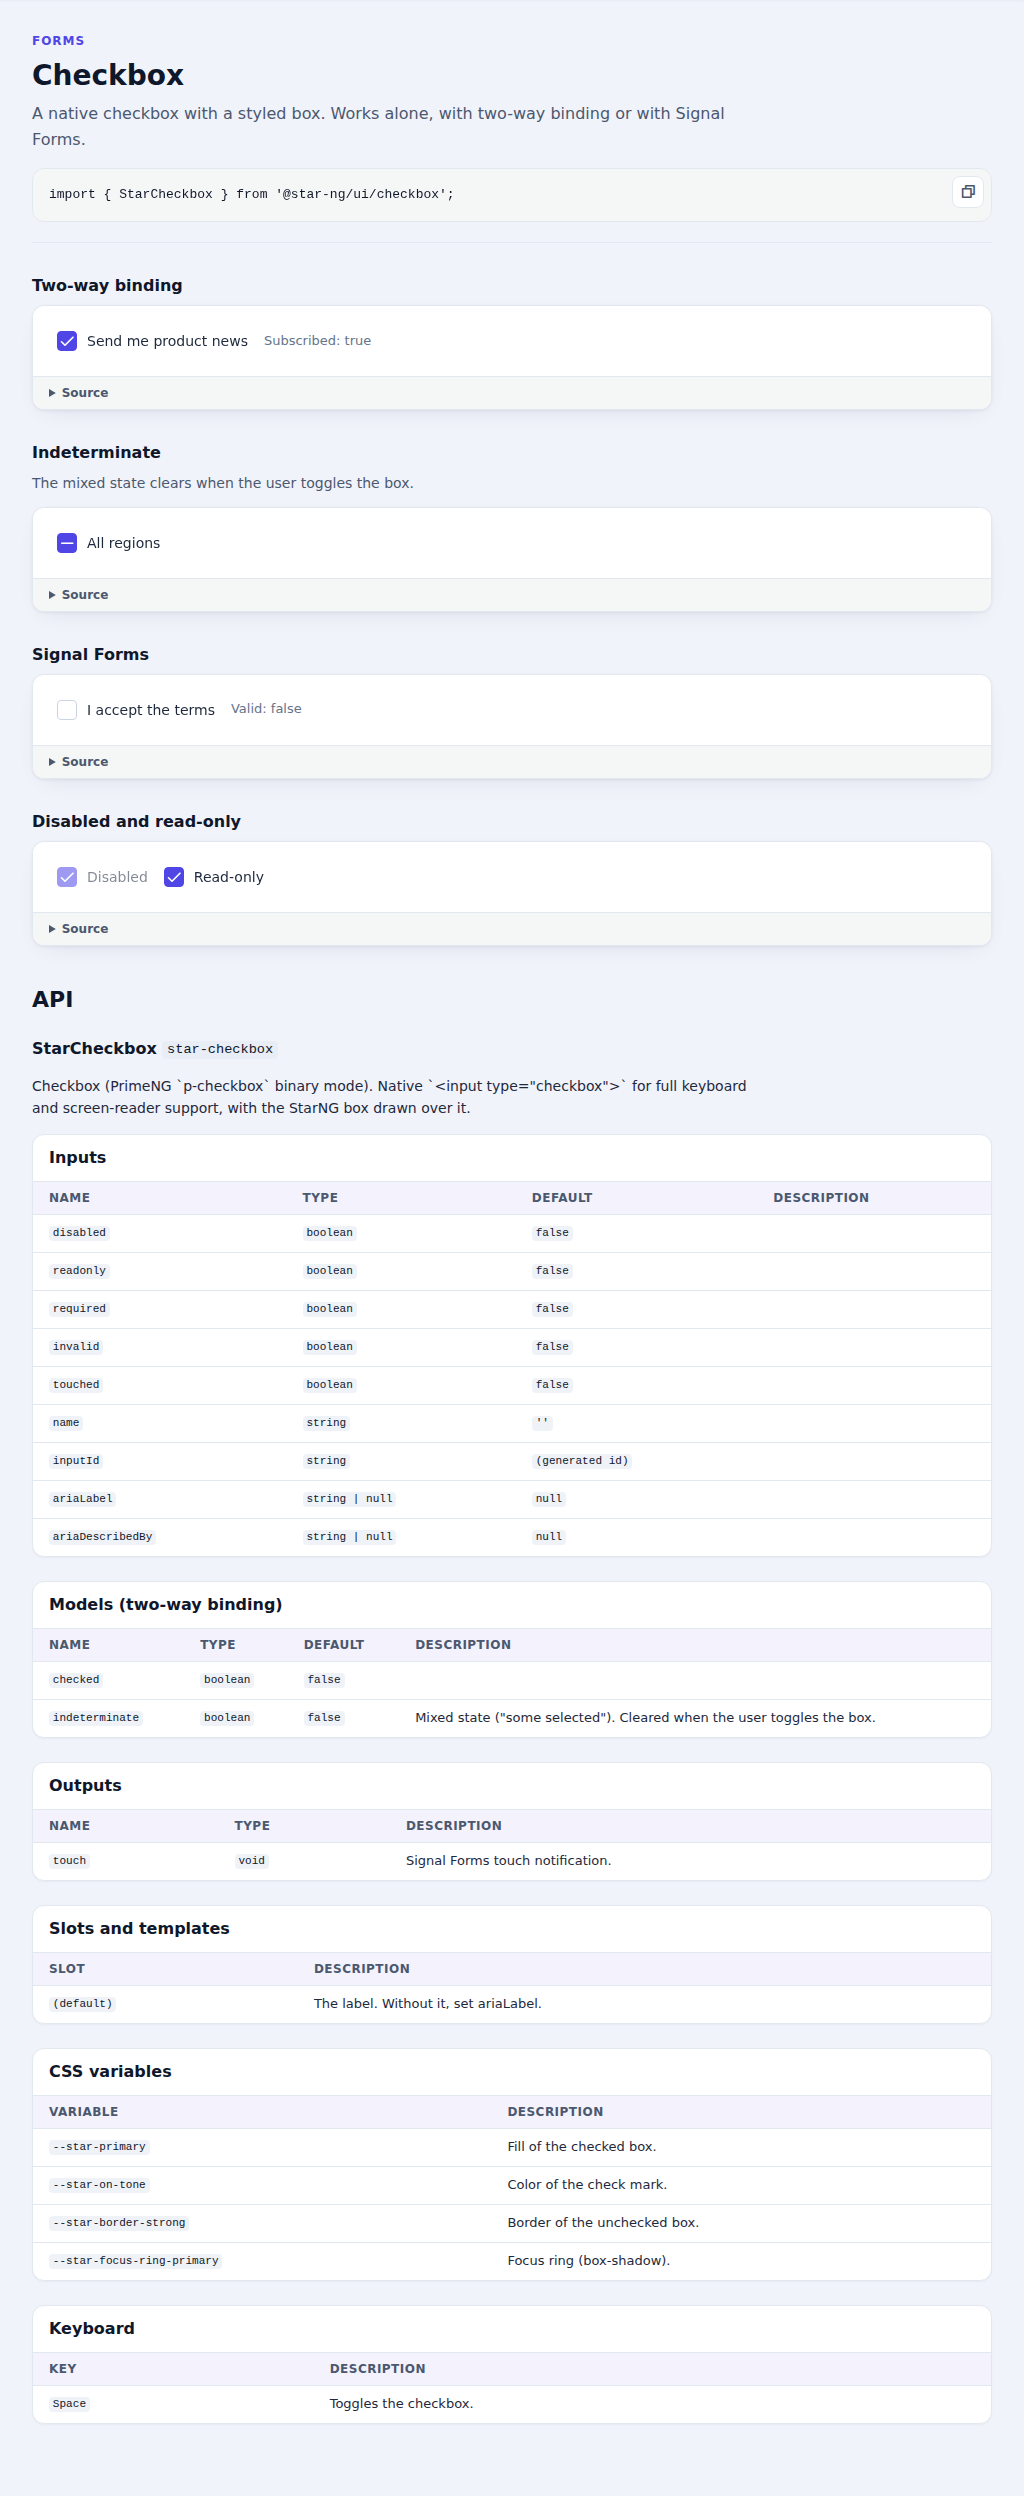 FORMS
Checkbox
A native checkbox with a styled box. Works alone, with two-way binding or with Signal
Forms.
import { StarCheckbox } from '@star-ng/ui/checkbox';
Two-way binding
Send me product news Subscribed: true
Source
Indeterminate
The mixed state clears when the user toggles the box.
All regions
Source
Signal Forms
I accept the terms Valid: false
Source
Disabled and read-only
Disabled Read-only
Source
API
StarCheckbox star-checkbox
Checkbox (PrimeNG `p-checkbox` binary mode). Native `<input type="checkbox">` for full keyboard
and screen-reader support, with the StarNG box drawn over it.
Inputs
NAME TYPE DEFAULT DESCRIPTION
disabled boolean false
readonly boolean false
required boolean false
invalid boolean false
touched boolean false
name string ''
inputId string (generated id)
ariaLabel string | null null
ariaDescribedBy string | null null
Models (two-way binding)
NAME TYPE DEFAULT DESCRIPTION
checked boolean false
indeterminate boolean false Mixed state ("some selected"). Cleared when the user toggles the box.
Outputs
NAME TYPE DESCRIPTION
touch void Signal Forms touch notification.
Slots and templates
SLOT DESCRIPTION
(default) The label. Without it, set ariaLabel.
CSS variables
VARIABLE DESCRIPTION
--star-primary Fill of the checked box.
--star-on-tone Color of the check mark.
--star-border-strong Border of the unchecked box.
--star-focus-ring-primary Focus ring (box-shadow).
Keyboard
KEY DESCRIPTION
Space Toggles the checkbox.